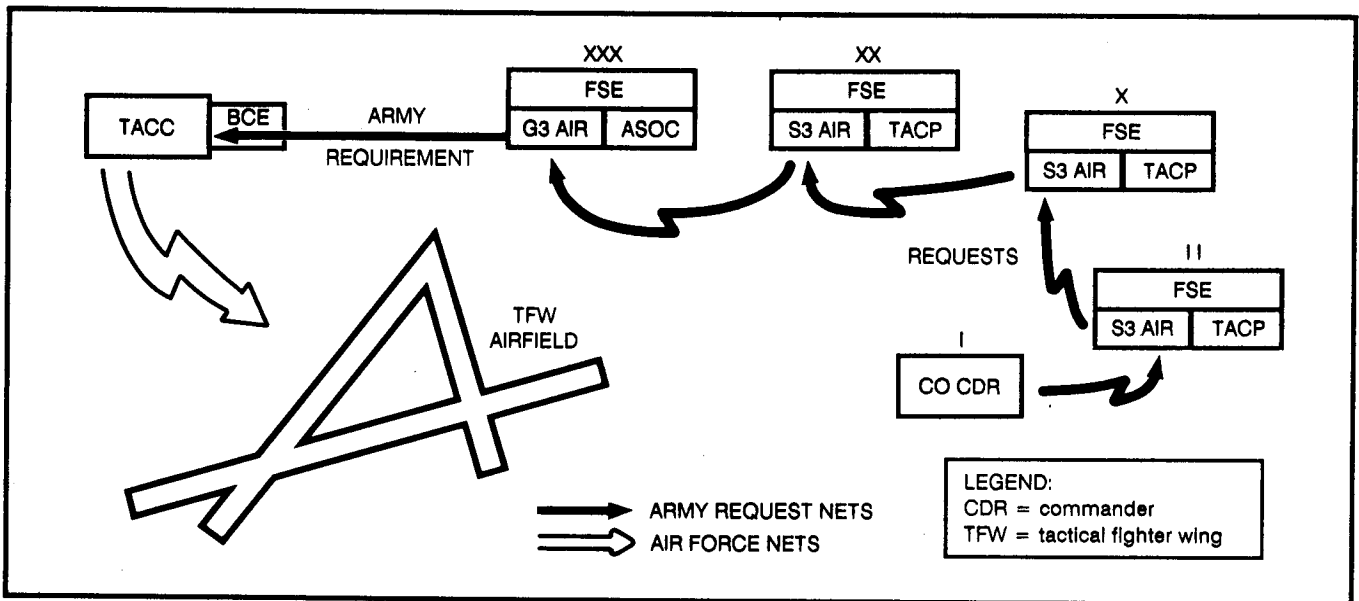 XXX
FSE
G3 AIR
ASOC
XX
FSE
S3 AIR
TACP
X
FSE
S3 AIR
TACP
TACC
BCE
ARMY
REQUIREMENT
REQUESTS
II
FSE
S3 AIR
TACP
I
CO CDR
TFW
AIRFIELD
ARMY REQUEST NETS
AIR FORCE NETS
LEGEND:
CDR = commander
TFW = tactical fighter wing